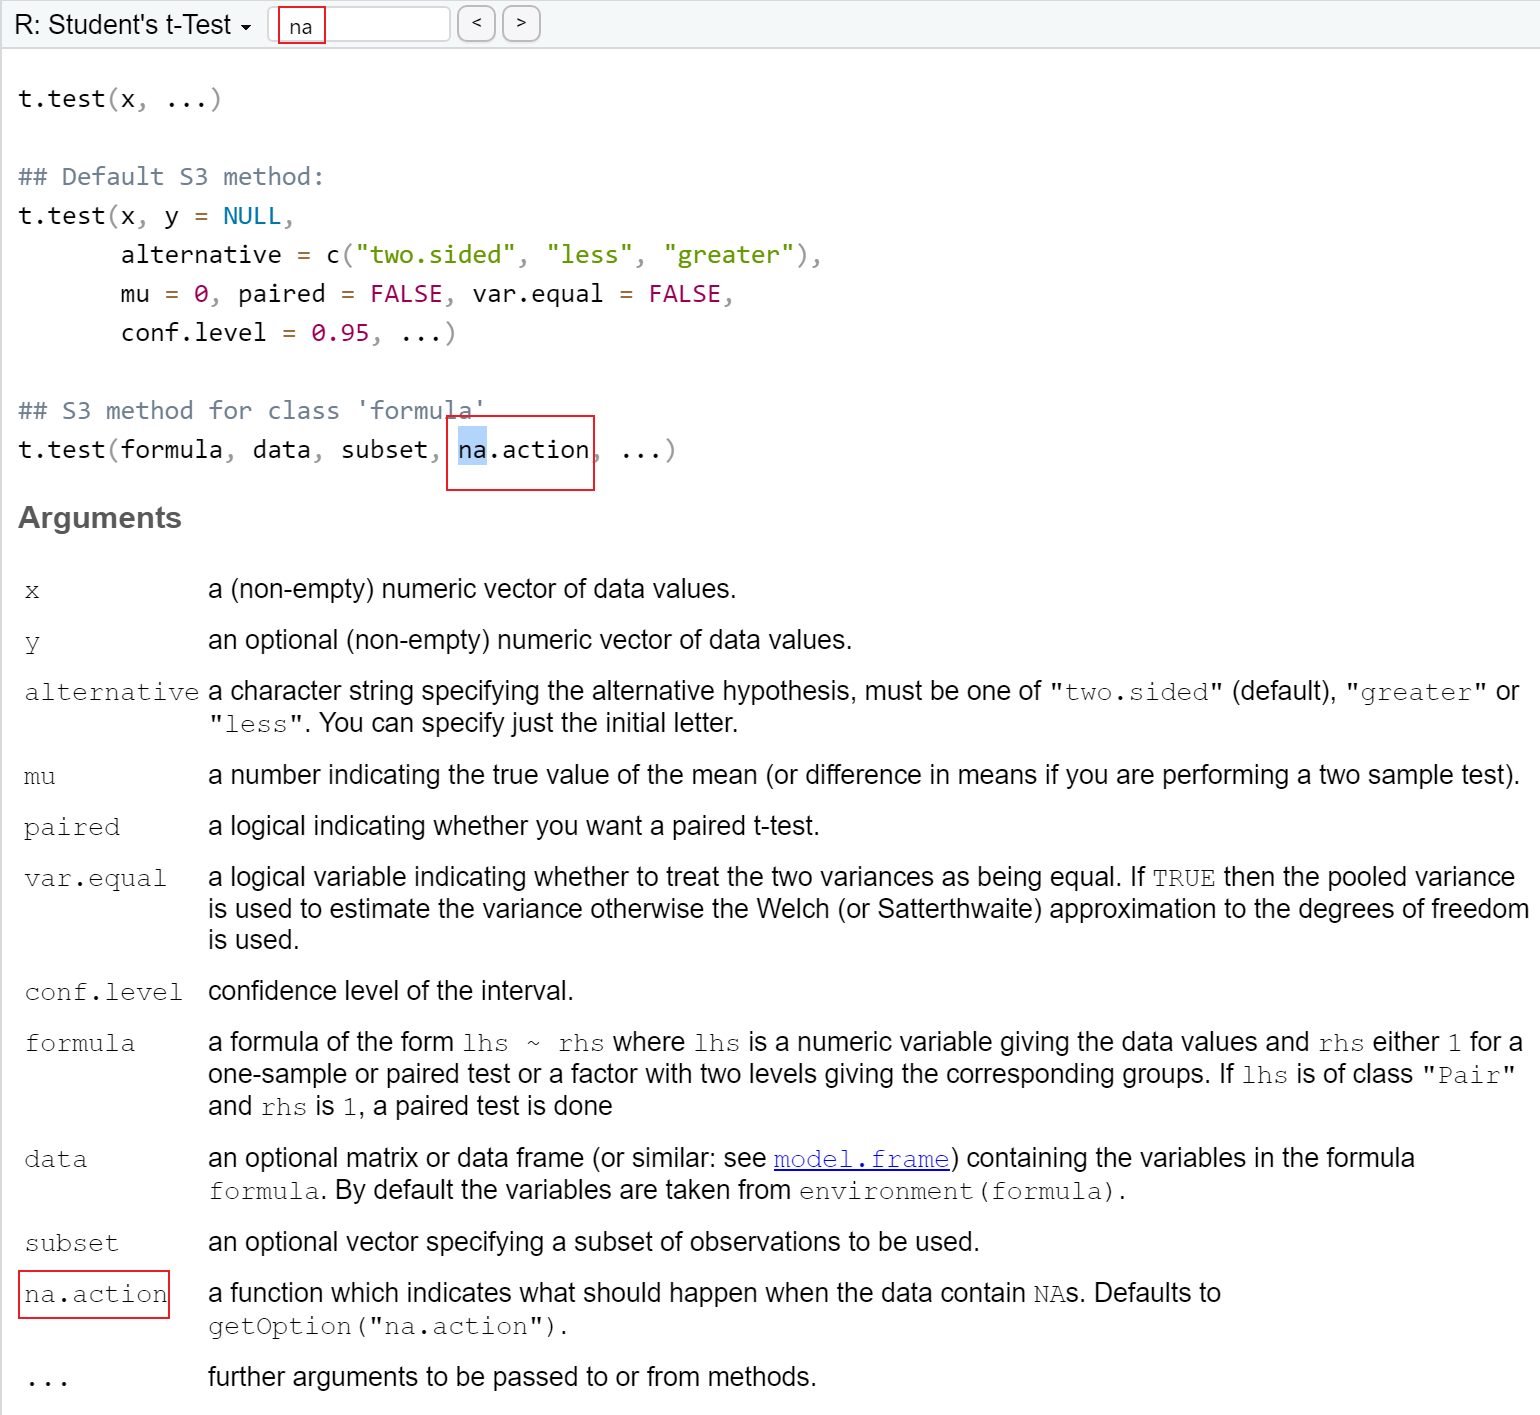 R: Student's t-Test
na
<
>
t.test(x, ...)
## Default S3 method:
t.test(x, y = NULL,
       alternative = c("two.sided", "less", "greater"),
       mu = 0, paired = FALSE, var.equal = FALSE,
       conf.level = 0.95, ...)
## S3 method for class 'formula'
t.test(formula, data, subset, na.action, ...)
Arguments
x a (non-empty) numeric vector of data values.
y an optional (non-empty) numeric vector of data values.
alternative a character string specifying the alternative hypothesis, must be one of "two.sided" (default), "greater" or
"less". You can specify just the initial letter.
mu a number indicating the true value of the mean (or difference in means if you are performing a two sample test).
paired a logical indicating whether you want a paired t-test.
var.equal a logical variable indicating whether to treat the two variances as being equal. If TRUE then the pooled variance
is used to estimate the variance otherwise the Welch (or Satterthwaite) approximation to the degrees of freedom
is used.
conf.level confidence level of the interval.
formula a formula of the form lhs ~ rhs where lhs is a numeric variable giving the data values and rhs either 1 for a
one-sample or paired test or a factor with two levels giving the corresponding groups. If lhs is of class "Pair"
and rhs is 1, a paired test is done
data an optional matrix or data frame (or similar: see model.frame) containing the variables in the formula
formula. By default the variables are taken from environment(formula).
subset an optional vector specifying a subset of observations to be used.
na.action a function which indicates what should happen when the data contain NAs. Defaults to
getOption("na.action").
... further arguments to be passed to or from methods.